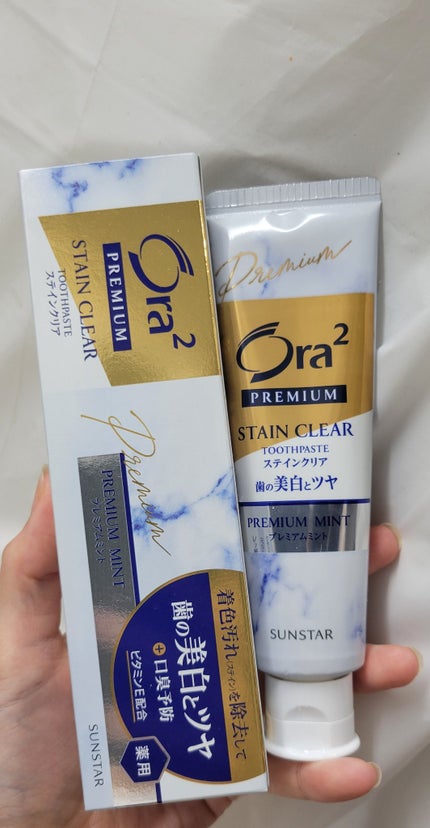 Ora²
PREMIUM
STAIN CLEAR
TOOTHPASTE
ステインクリア
Premium
PREMIUM MINT
プレミアムミント
着色汚れ(ステイン)を除去して
歯の美白とツヤ
+口臭予防
ビタミンE配合
薬用
SUNSTAR
Premium
Ora²
PREMIUM
STAIN CLEAR
TOOTHPASTE
ステインクリア
歯の美白とツヤ
PREMIUM MINT
プレミアムミント
SUNSTAR